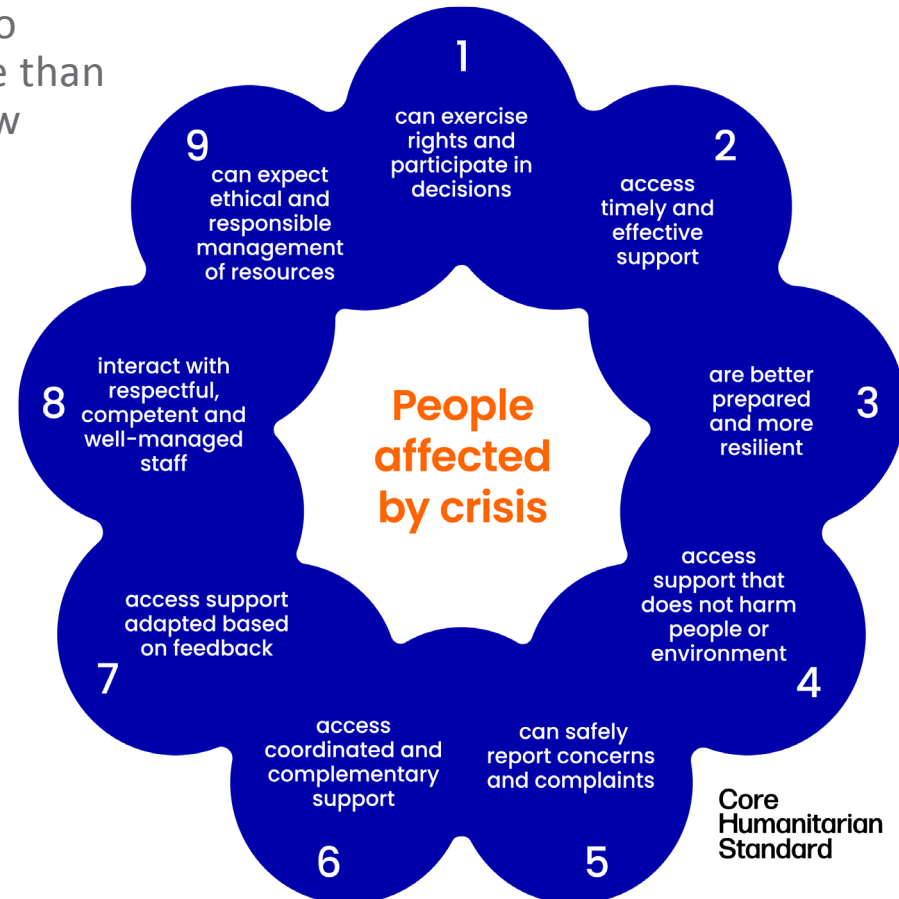 1
can exercise
rights and
participate in
decisions
2
access
timely and
effective
support
3
are better
prepared
and more
resilient
4
access
support that
does not harm
people or
environment
5
can safely
report concerns
and complaints
6
access
coordinated and
complementary
support
7
access support
adapted based
on feedback
8
interact with
respectful,
competent and
well-managed
staff
9
can expect
ethical and
responsible
management
of resources
People
affected
by crisis
Core
Humanitarian
Standard
than